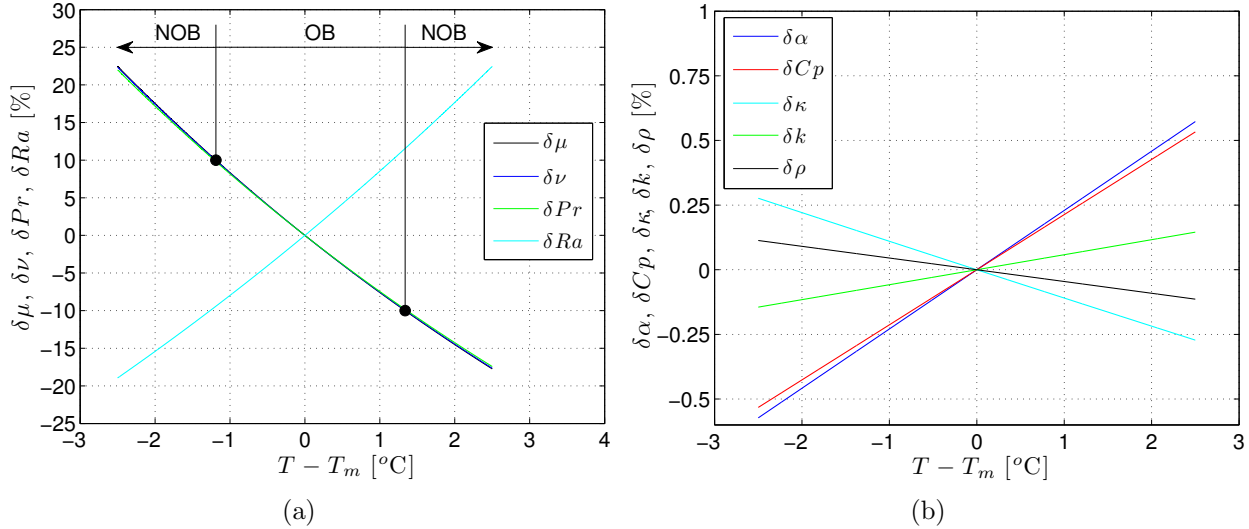 NOB OB NOB
30
25
20
15
10
5
0
−5
−10
−15
−20
−25
−3 −2 −1 0 1 2 3 4
δμ, δν, δPr, δRa [%]
T − Tm [°C]
δμ
δν
δPr
δRa
(a)
1
0.75
0.5
0.25
0
−0.25
−0.5
−3 −2 −1 0 1 2 3
δα, δCp, δκ, δk, δρ [%]
T − Tm [°C]
δα
δCp
δκ
δk
δρ
(b)